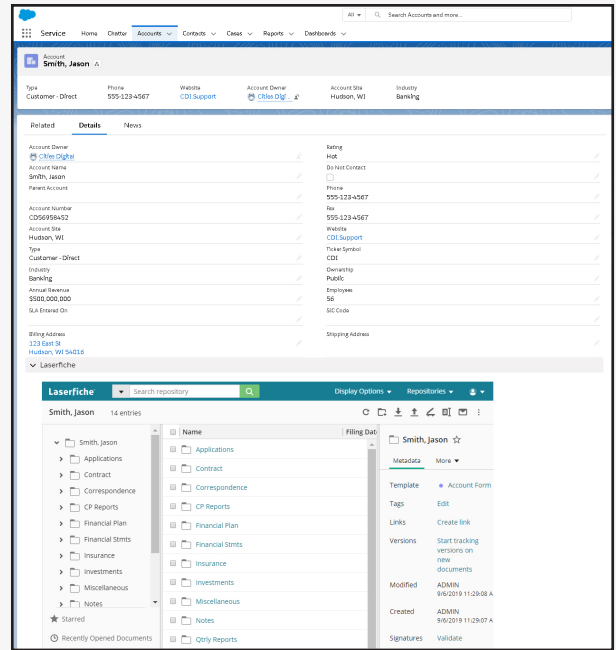 All Search Accounts and more...
Service Home Chatter Accounts Contacts Cases Reports Dashboards
Account
Smith, Jason
Type Phone Website Account Owner Account Site Industry
Customer - Direct 555-123-4567 CDI.Support Cities Digi... Hudson, WI Banking
Related Details News
Account Owner Rating
Cities Digital Hot
Account Name Do Not Contact
Smith, Jason
Parent Account Phone
555-123-4567
Account Number Fax
CD56958452 555-123-4567
Account Site Website
Hudson, WI CDI.Support
Type Ticker Symbol
Customer - Direct CDI
Industry Ownership
Banking Public
Annual Revenue Employees
$500,000,000 56
SLA Entered On SIC Code
Billing Address Shipping Address
123 East St
Hudson, WI 54016
Laserfiche
Laserfiche Search repository Display Options Repositories
Smith, Jason 14 entries
Smith, Jason
Applications
Contract
Correspondence
CP Reports
Financial Plan
Financial Stmts
Insurance
Investments
Miscellaneous
Notes
Starred
Recently Opened Documents
Name Filing Date
Applications
Contract
Correspondence
CP Reports
Financial Plan
Financial Stmts
Insurance
Investments
Miscellaneous
Notes
Qtrly Reports
Smith, Jason
Metadata More
Template Account Form
Tags Edit
Links Create link
Versions Start tracking
versions on
new
documents
Modified ADMIN
9/6/2019 11:29:08 A
Created ADMIN
9/6/2019 11:29:07 A
Signatures Validate